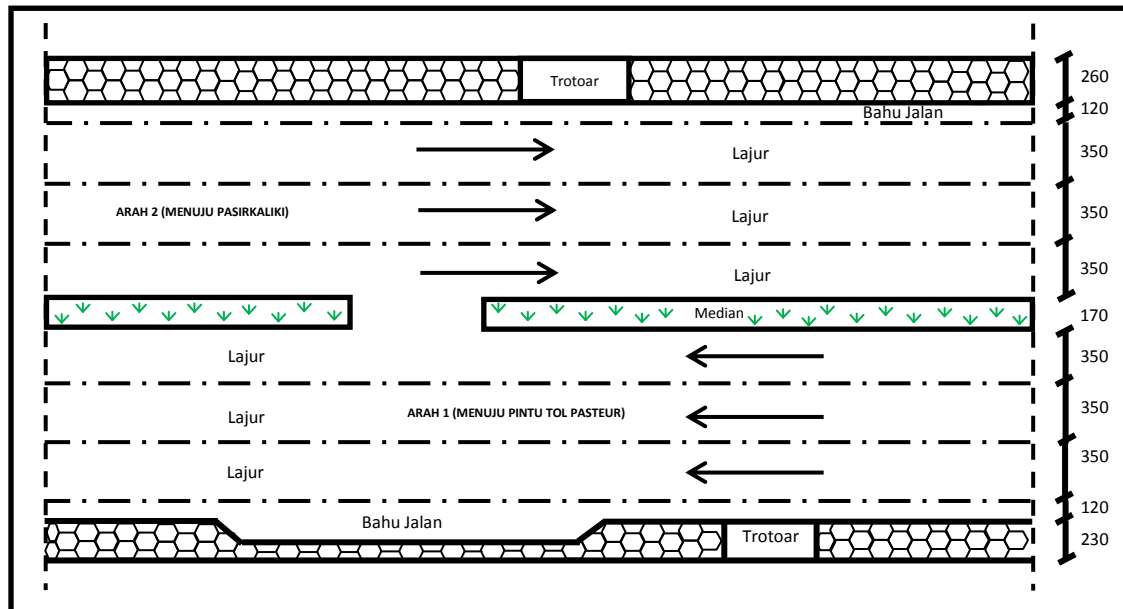 Trotoar
260
Bahu Jalan
120
Lajur
350
ARAH 2 (MENUJU PASIRKALIKI)
Lajur
350
Lajur
350
Median
170
Lajur
350
Lajur
ARAH 1 (MENUJU PINTU TOL PASTEUR)
350
Lajur
350
Bahu Jalan
120
Trotoar
230